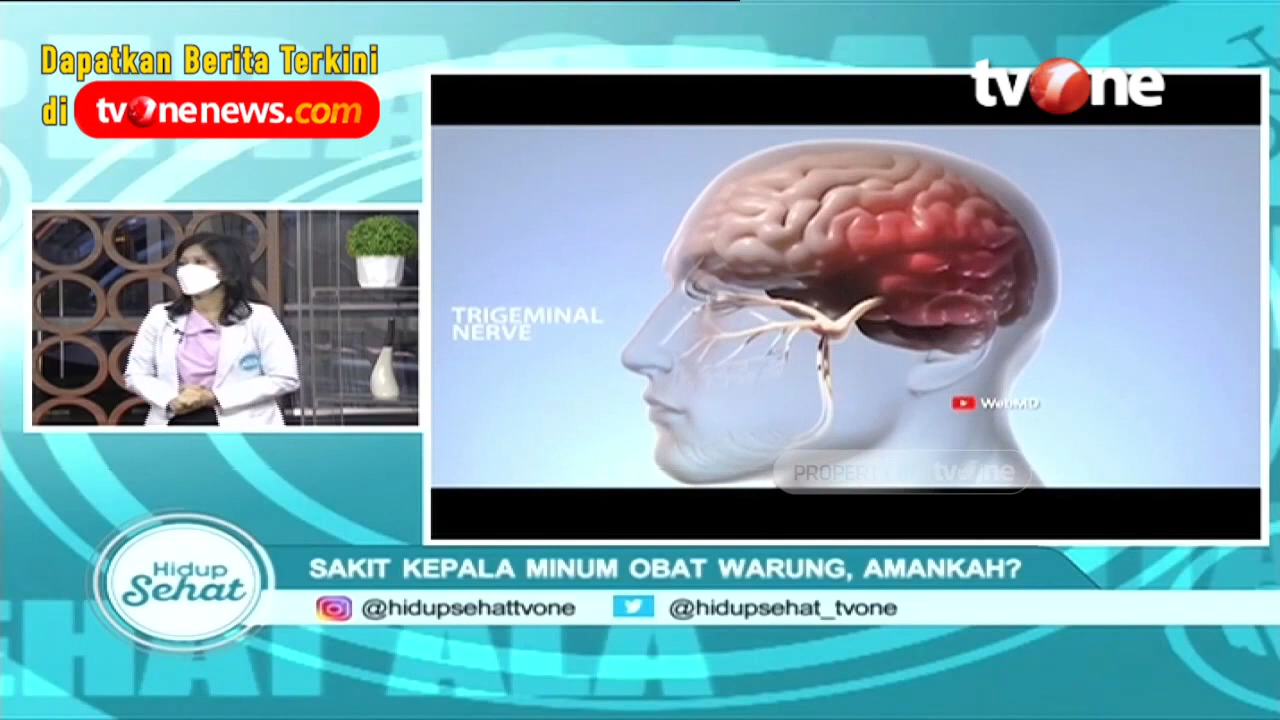 Dapatkan Berita Terkini
di tvonenews.com
tvOne
TRIGEMINAL
NERVE
WebMD
tvOne
Hidup
Sehat
SAKIT KEPALA MINUM OBAT WARUNG, AMANKAH?
@hidupsehattvone @hidupsehat_tvone
ALA